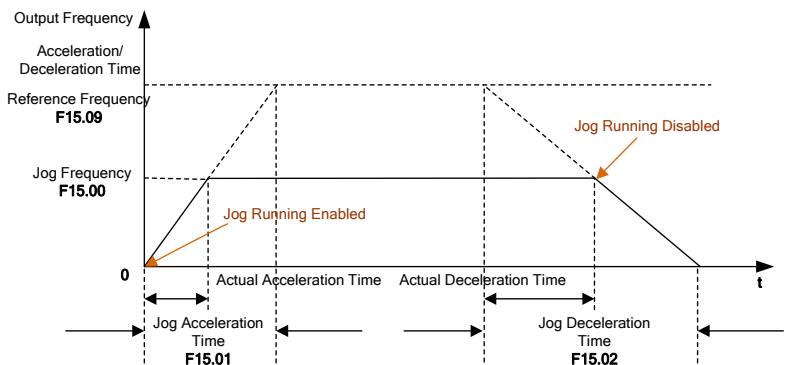 Output Frequency
Acceleration/
Deceleration Time
Reference Frequency
F15.09
Jog Running Disabled
Jog Frequency
F15.00
Jog Running Enabled
0
Actual Acceleration Time
Actual Deceleration Time
t
Jog Acceleration
Time
F15.01
Jog Deceleration
Time
F15.02